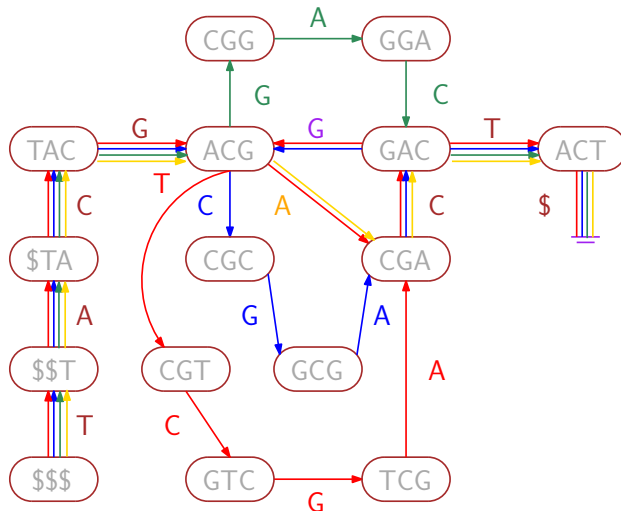 A
CGG GGA
G C
G G T
TAC ACG GAC ACT
T
C C A C $
$TA CGC CGA
A G A
$$T CGT GCG A
T C
$$$ GTC TCG
G